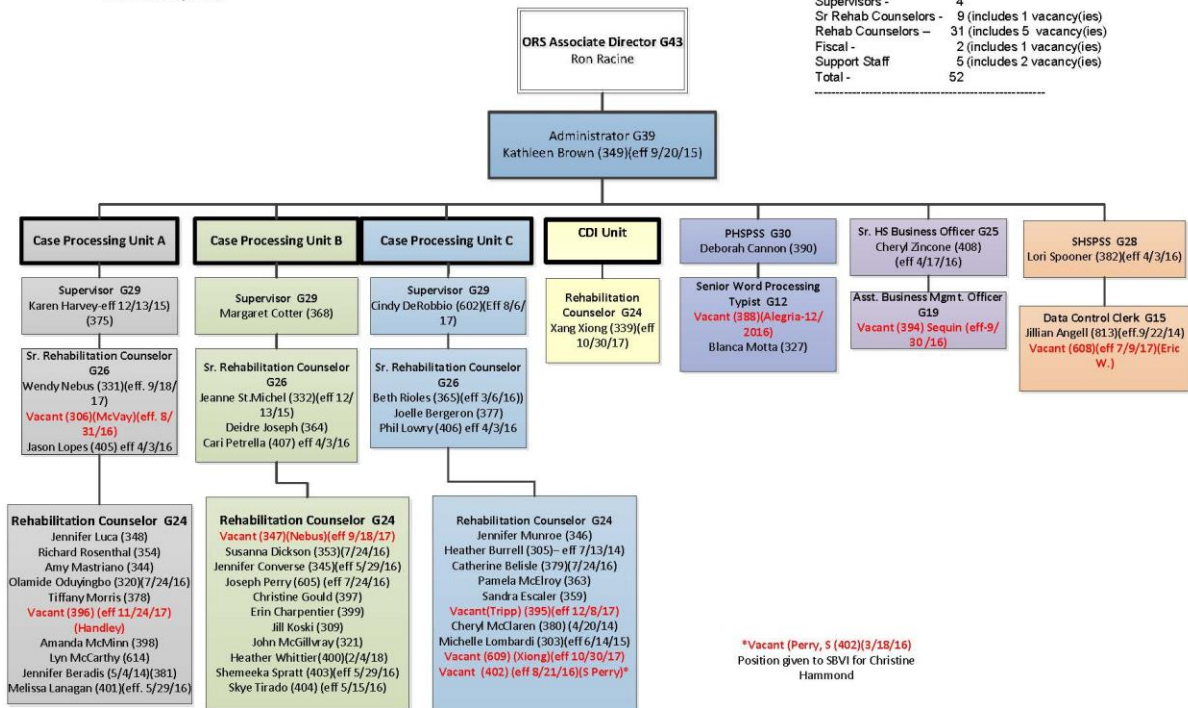 Supervisors - 4
Sr Rehab Counselors - 9 (includes 1 vacancy(ies)
Rehab Counselors – 31 (includes 5 vacancy(ies)
Fiscal - 2 (includes 1 vacancy(ies)
Support Staff 5 (includes 2 vacancy(ies)
Total - 52
ORS Associate Director G43
Ron Racine
Administrator G39
Kathleen Brown (349)(eff 9/20/15)
Case Processing Unit A
Supervisor G29
Karen Harvey-eff 12/13/15)
(375)
Sr. Rehabilitation Counselor
G26
Wendy Nebus (331)(eff. 9/18/
17)
Vacant (306)(McVay)(eff. 8/
31/16)
Jason Lopes (405) eff 4/3/16
Rehabilitation Counselor G24
Jennifer Luca (348)
Richard Rosenthal (354)
Amy Mastriano (344)
Olamide Oduyingbo (320)(7/24/16)
Tiffany Morris (378)
Vacant (396) (eff 11/24/17)
(Handley)
Amanda McMinn (398)
Lyn McCarthy (614)
Jennifer Beradis (5/4/14)(381)
Melissa Lanagan (401)(eff. 5/29/16)
Case Processing Unit B
Supervisor G29
Margaret Cotter (368)
Sr. Rehabilitation Counselor
G26
Jeanne St.Michel (332)(eff 12/
13/15)
Deidre Joseph (364)
Cari Petrella (407) eff 4/3/16
Rehabilitation Counselor G24
Vacant (347)(Nebus)(eff 9/18/17)
Susanna Dickson (353)(7/24/16)
Jennifer Converse (345)(eff 5/29/16)
Joseph Perry (605) (eff 7/24/16)
Christine Gould (397)
Erin Charpentier (399)
Jill Koski (309)
John McGillvray (321)
Heather Whittier(400)(2/4/18)
Shemeeka Spratt (403)(eff 5/29/16)
Skye Tirado (404) (eff 5/15/16)
Case Processing Unit C
Supervisor G29
Cindy DeRobbio (602)(Eff 8/6/
17)
Sr. Rehabilitation Counselor
G26
Beth Rioles (365)(eff 3/6/16))
Joelle Bergeron (377)
Phil Lowry (406) eff 4/3/16
Rehabilitation Counselor G24
Jennifer Munroe (346)
Heather Burrell (305)– eff 7/13/14)
Catherine Belisle (379)(7/24/16)
Pamela McElroy (363)
Sandra Escaler (359)
Vacant(Tripp) (395)(eff 12/8/17)
Cheryl McClaren (380) (4/20/14)
Michelle Lombardi (303)(eff 6/14/15)
Vacant (609) (Xiong)(eff 10/30/17)
Vacant (402) (eff 8/21/16)(S Perry)*
CDI Unit
Rehabilitation
Counselor G24
Xang Xiong (339)(eff
10/30/17)
PHSPSS G30
Deborah Cannon (390)
Senior Word Processing
Typist G12
Vacant (388)(Alegria-12/
2016)
Blanca Motta (327)
Sr. HS Business Officer G25
Cheryl Zincone (408)
(eff 4/17/16)
Asst. Business Mgmt. Officer
G19
Vacant (394) Sequin (eff-9/
30 /16)
SHSPSS G28
Lori Spooner (382)(eff 4/3/16)
Data Control Clerk G15
Jillian Angell (813)(eff.9/22/14)
Vacant (608)(eff 7/9/17)(Eric
W.)
*Vacant (Perry, S (402)(3/18/16)
Position given to SBVI for Christine
Hammond